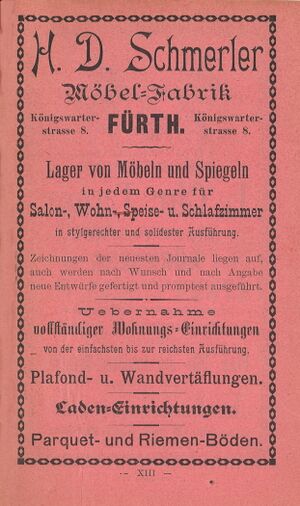 H. D. Schmerler
Möbel-Fabrik
Königswarter- FÜRTH. Königswarter-
strasse 8. strasse 8.
Lager von Möbeln und Spiegeln
in jedem Genre für
Salon-, Wohn-, Speise- u. Schlafzimmer
in stylgerechter und solidester Ausführung.
Zeichnungen der neuesten Journale liegen auf,
auch werden nach Wunsch und nach Angabe
neue Entwürfe gefertigt und promptest ausgeführt.
Uebernahme
vollständiger Wohnungs-Einrichtungen
von der einfachsten bis zur reichsten Ausführung.
Plafond- u. Wandvertäflungen.
Laden-Einrichtungen.
Parquet- und Riemen-Böden.
— XIII —